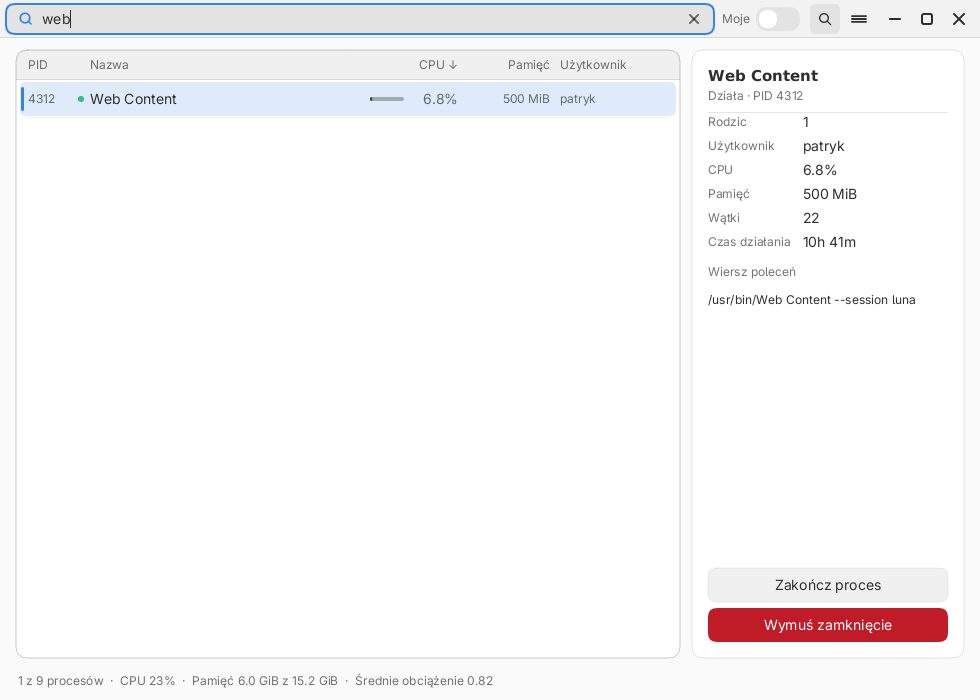 web
Moje
PID Nazwa CPU ↓ Pamięć Użytkownik
4312 Web Content 6.8% 500 MiB patryk
Web Content
Działa · PID 4312
Rodzic 1
Użytkownik patryk
CPU 6.8%
Pamięć 500 MiB
Wątki 22
Czas działania 10h 41m
Wiersz poleceń
/usr/bin/Web Content --session luna
Zakończ proces
Wymuś zamknięcie
1 z 9 procesów · CPU 23% · Pamięć 6.0 GiB z 15.2 GiB · Średnie obciążenie 0.82